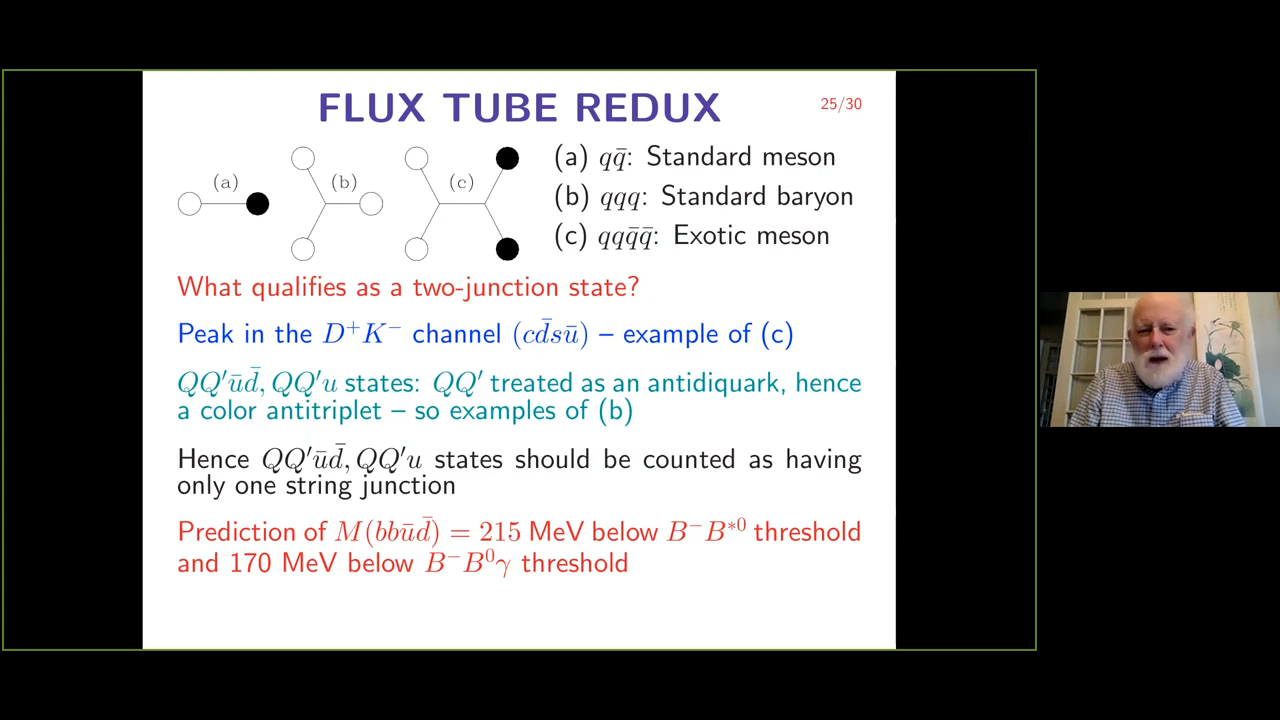 FLUX TUBE REDUX
25/30
(a) (b) (c)
(a) qq̄: Standard meson
(b) qqq: Standard baryon
(c) qqq̄q̄: Exotic meson
What qualifies as a two-junction state?
Peak in the D⁺K⁻ channel (cd̄sū) – example of (c)
QQ′ūd̄, QQ′u states: QQ′ treated as an antidiquark, hence
a color antitriplet – so examples of (b)
Hence QQ′ūd̄, QQ′u states should be counted as having
only one string junction
Prediction of M(bbūd̄) = 215 MeV below B⁻B*⁰ threshold
and 170 MeV below B⁻B⁰γ threshold